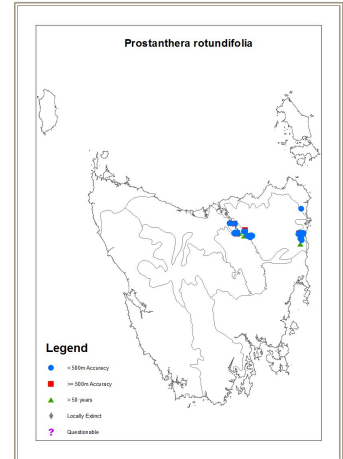 Prostanthera rotundifolia
Legend
< 500m Accuracy
>= 500m Accuracy
> 50 years
Locally Extinct
? Questionable